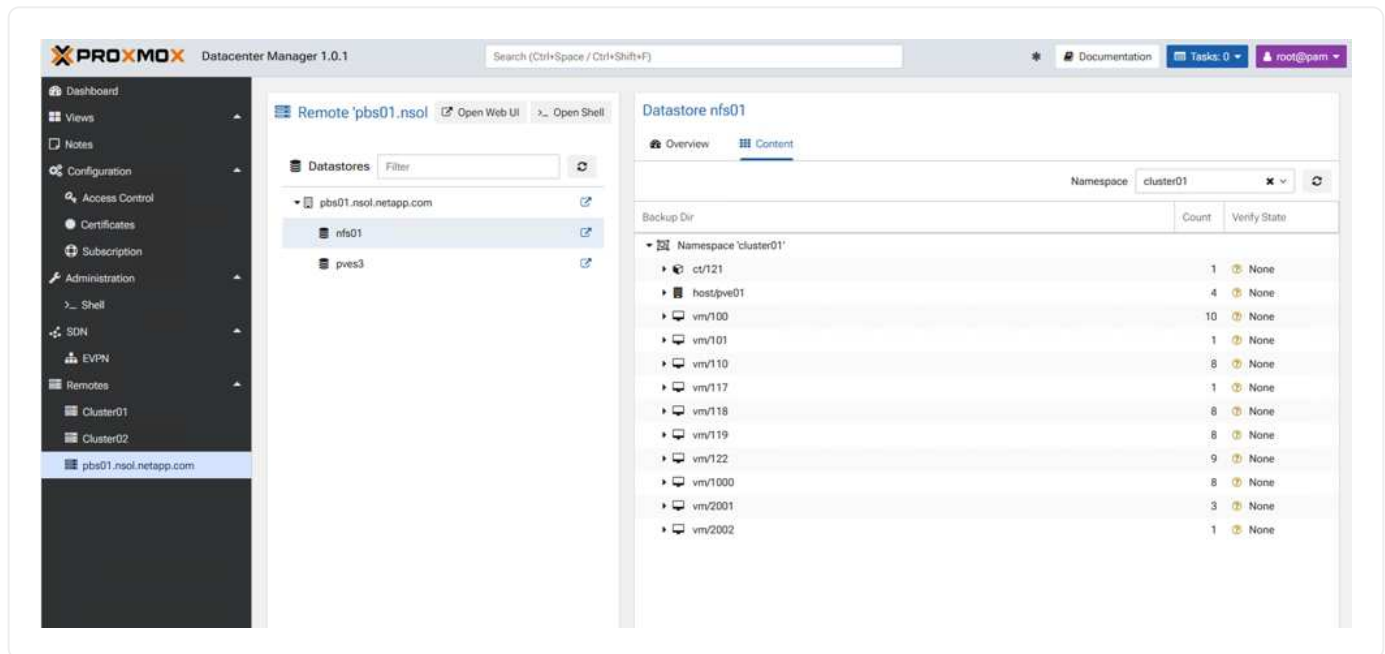 PROXMOX Datacenter Manager 1.0.1 Search (Ctrl+Space / Ctrl+Shift+F) Documentation Tasks: 0 root@pam
Dashboard
Views
Notes
Configuration
Access Control
Certificates
Subscription
Administration
Shell
SDN
EVPN
Remotes
Cluster01
Cluster02
pbs01.nsol.netapp.com
Remote 'pbs01.nsol Open Web UI >_ Open Shell
Datastores Filter
pbs01.nsol.netapp.com
nfs01
pves3
Datastore nfs01
Overview Content
Namespace cluster01
Backup Dir Count Verify State
Namespace 'cluster01'
ct/121 1 None
host/pve01 4 None
vm/100 10 None
vm/101 1 None
vm/110 8 None
vm/117 1 None
vm/118 8 None
vm/119 8 None
vm/122 9 None
vm/1000 8 None
vm/2001 3 None
vm/2002 1 None